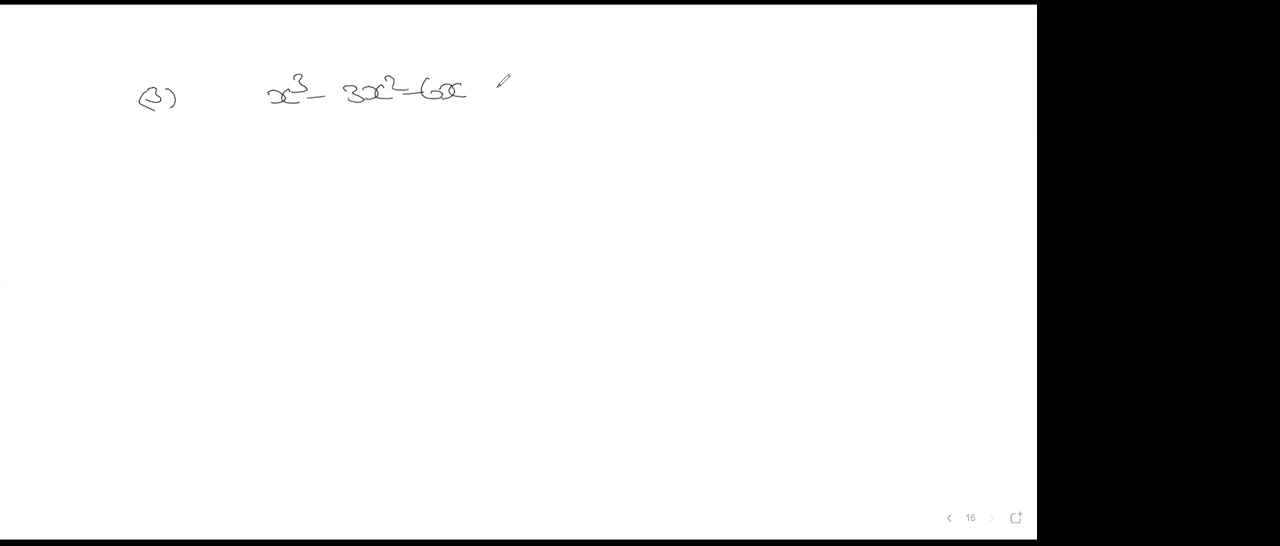 (3) x³ - 3x² - 6x
16